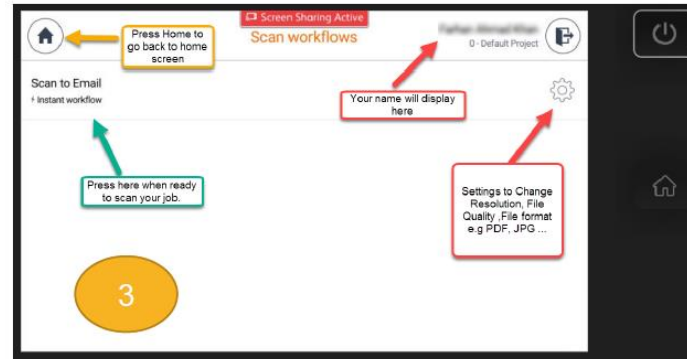 Screen Sharing Active
Scan workflows
Press Home to
go back to home
screen
0 - Default Project
Scan to Email
Instant workflow
Your name will display
here
Press here when ready
to scan your job.
Settings to Change
Resolution, File
Quality ,File format
e.g PDF, JPG ...
3